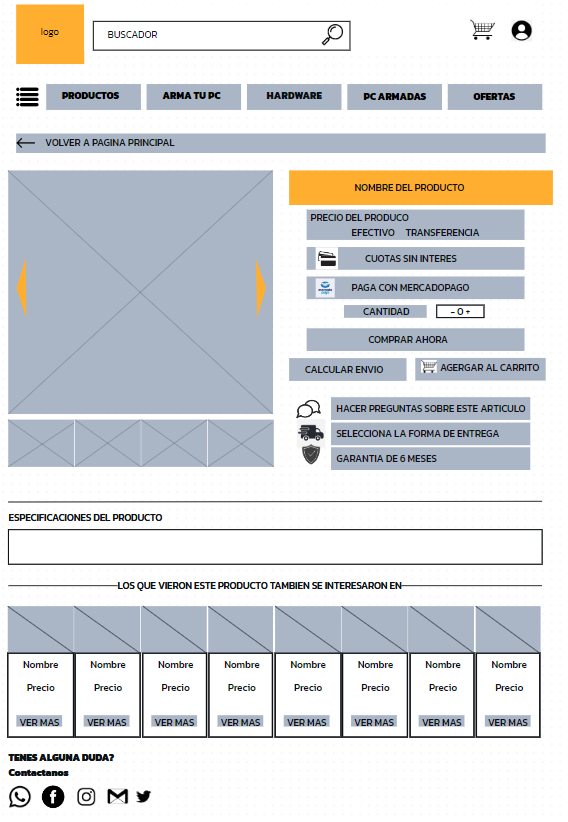 logo
BUSCADOR
PRODUCTOS
ARMA TU PC
HARDWARE
PC ARMADAS
OFERTAS
VOLVER A PAGINA PRINCIPAL
NOMBRE DEL PRODUCTO
PRECIO DEL PRODUCO
EFECTIVO TRANSFERENCIA
CUOTAS SIN INTERES
PAGA CON MERCADOPAGO
CANTIDAD
- 0 +
COMPRAR AHORA
CALCULAR ENVIO
AGERGAR AL CARRITO
HACER PREGUNTAS SOBRE ESTE ARTICULO
SELECCIONA LA FORMA DE ENTREGA
GARANTIA DE 6 MESES
ESPECIFICACIONES DEL PRODUCTO
LOS QUE VIERON ESTE PRODUCTO TAMBIEN SE INTERESARON EN
Nombre Nombre Nombre Nombre Nombre Nombre Nombre Nombre
Precio Precio Precio Precio Precio Precio Precio Precio
VER MAS VER MAS VER MAS VER MAS VER MAS VER MAS VER MAS VER MAS
TENES ALGUNA DUDA?
Contactanos